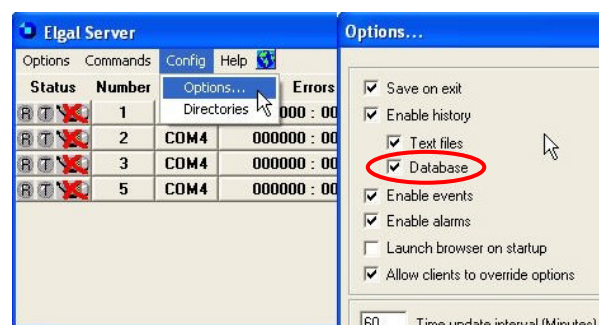 Elgal Server
Options Commands Config Help
Status Number Errors
Options...
Directories
R T 1 000 : 00
R T 2 COM4 000000 : 00
R T 3 COM4 000000 : 00
R T 5 COM4 000000 : 00
Options...
Save on exit
Enable history
Text files
Database
Enable events
Enable alarms
Launch browser on startup
Allow clients to override options
60 Time update interval (Minutes)